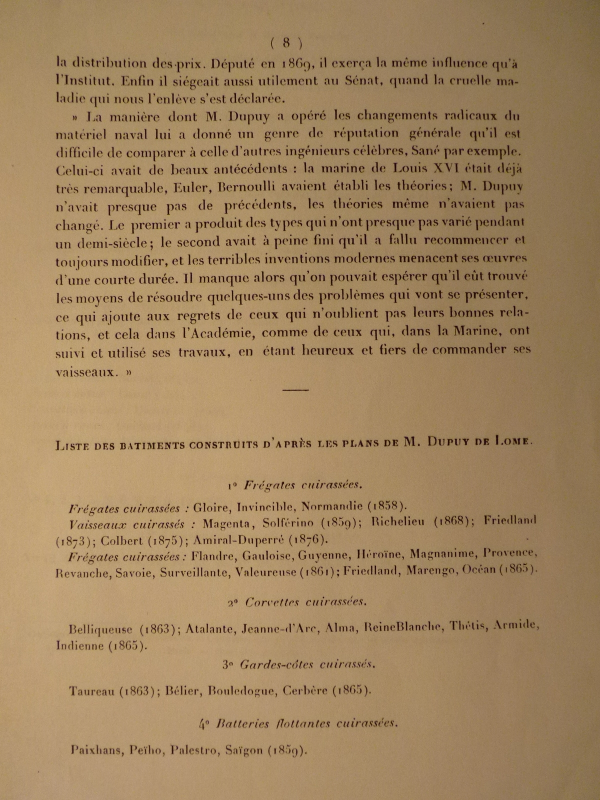 ( 8 )
la distribution des prix. Député en 1869, il exerça la même influence qu'à
l'Institut. Enfin il siégeait aussi utilement au Sénat, quand la cruelle ma-
ladie qui nous l'enlève s'est déclarée.
» La manière dont M. Dupuy a opéré les changements radicaux du
matériel naval lui a donné un genre de réputation générale qu'il est
difficile de comparer à celle d'autres ingénieurs célèbres, Sané par exemple.
Celui-ci avait de beaux antécédents : la marine de Louis XVI était déjà
très remarquable, Euler, Bernoulli avaient établi les théories; M. Dupuy
n'avait presque pas de précédents, les théories même n'avaient pas
changé. Le premier a produit des types qui n'ont presque pas varié pendant
un demi-siècle; le second avait à peine fini qu'il a fallu recommencer et
toujours modifier, et les terribles inventions modernes menacent ses œuvres
d'une courte durée. Il manque alors qu'on pouvait espérer qu'il eût trouvé
les moyens de résoudre quelques-uns des problèmes qui vont se présenter,
ce qui ajoute aux regrets de ceux qui n'oublient pas leurs bonnes rela-
tions, et cela dans l'Académie, comme de ceux qui, dans la Marine, ont
suivi et utilisé ses travaux, en étant heureux et fiers de commander ses
vaisseaux. »
LISTE DES BATIMENTS CONSTRUITS D'APRÈS LES PLANS DE M. DUPUY DE LOME.
1° Frégates cuirassées.
Frégates cuirassées : Gloire, Invincible, Normandie (1858).
Vaisseaux cuirassés : Magenta, Solférino (1859); Richelieu (1868); Friedland
(1873); Colbert (1875); Amiral-Duperré (1876).
Frégates cuirassées : Flandre, Gauloise, Guyenne, Héroïne, Magnanime, Provence,
Revanche, Savoie, Surveillante, Valeureuse (1861); Friedland, Marengo, Océan (1865).
2° Corvettes cuirassées.
Belliqueuse (1863); Atalante, Jeanne-d'Arc, Alma, ReineBlanche, Thétis, Armide,
Indienne (1865).
3° Gardes-côtes cuirassés.
Taureau (1863); Bélier, Bouledogue, Cerbère (1865).
4° Batteries flottantes cuirassées.
Paixhans, Peïho, Palestro, Saïgon (1859).